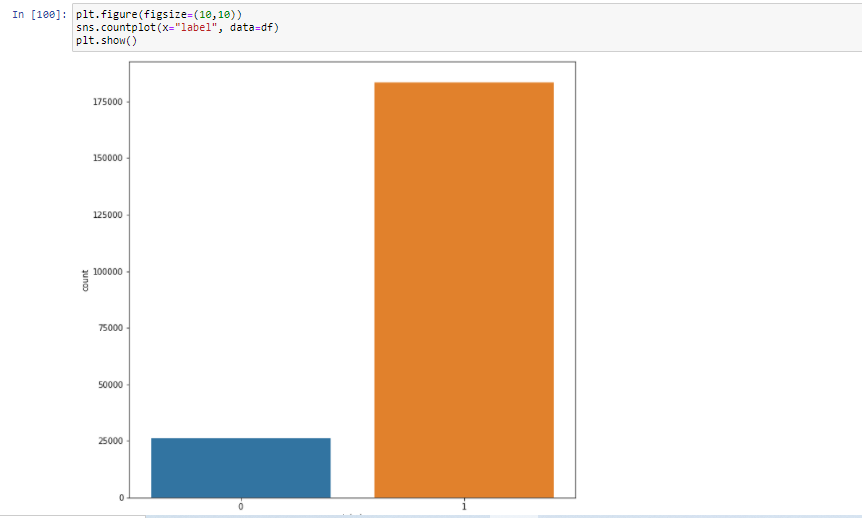 In [100]: plt.figure(figsize=(10,10))
sns.countplot(x="label", data=df)
plt.show()
175000
150000
125000
100000
75000
50000
25000
0
count
0 1